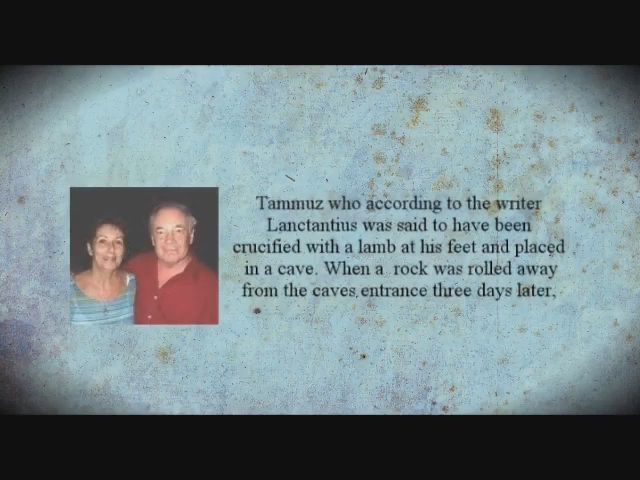 Tammuz who according to the writer
Lanctantius was said to have been
crucified with a lamb at his feet and placed
in a cave. When a rock was rolled away
from the caves entrance three days later,